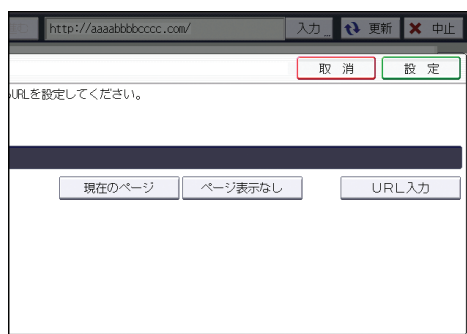 http://aaaabbbbcccc.com/ 入力 更新 中止
取 消 設 定
URLを設定してください。
現在のページ ページ表示なし URL入力